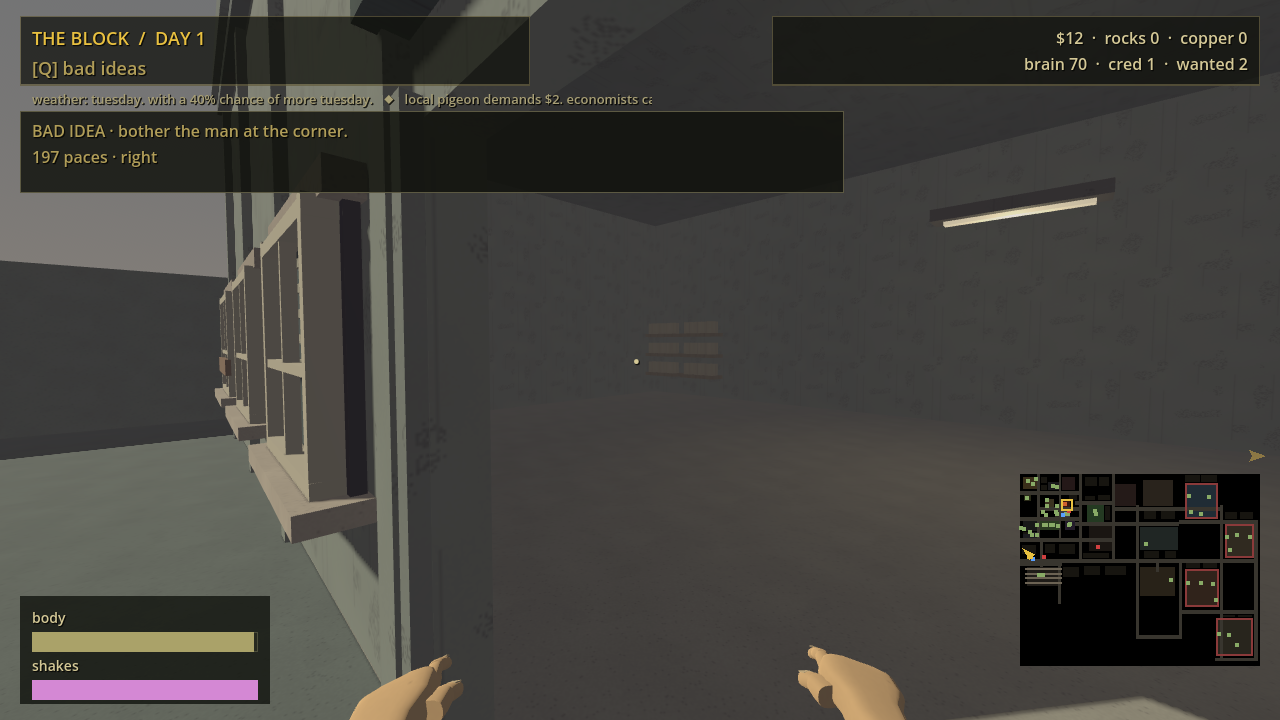 THE BLOCK / DAY 1
[Q] bad ideas
$12 · rocks 0 · copper 0
brain 70 · cred 1 · wanted 2
weather: tuesday. with a 40% chance of more tuesday. ◆ local pigeon demands $2. economists
BAD IDEA · bother the man at the corner.
197 paces · right
body
shakes